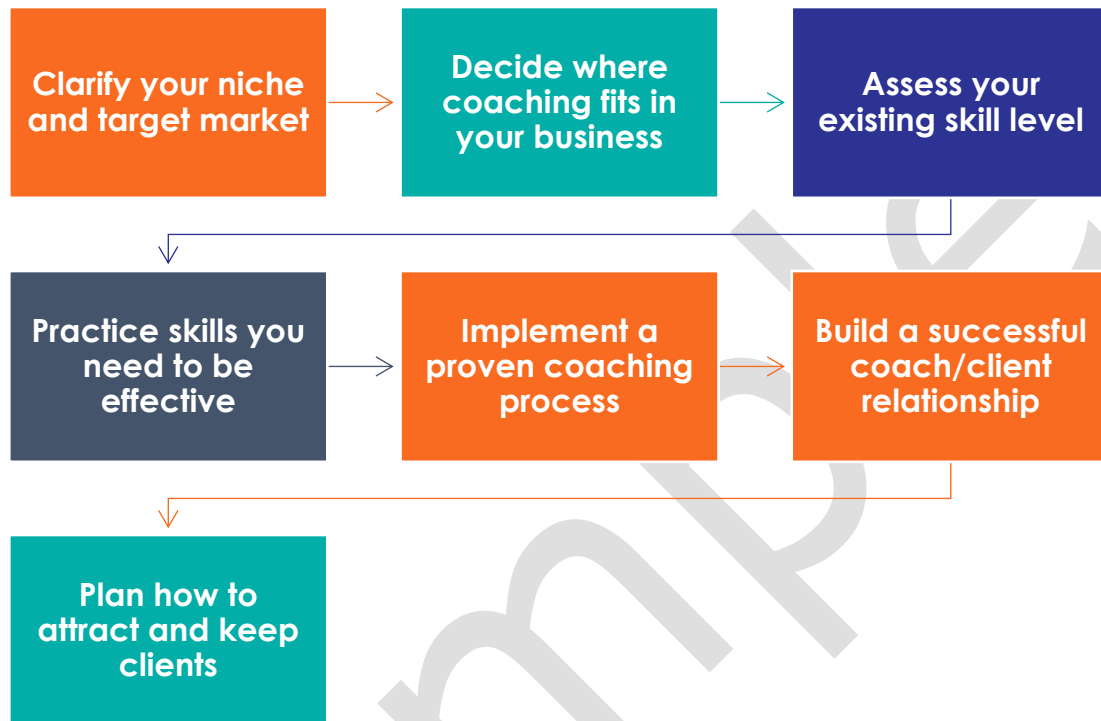 Clarify your niche
and target market
Decide where
coaching fits in
your business
Assess your
existing skill level
Practice skills you
need to be
effective
Implement a
proven coaching
process
Build a successful
coach/client
relationship
Plan how to
attract and keep
clients